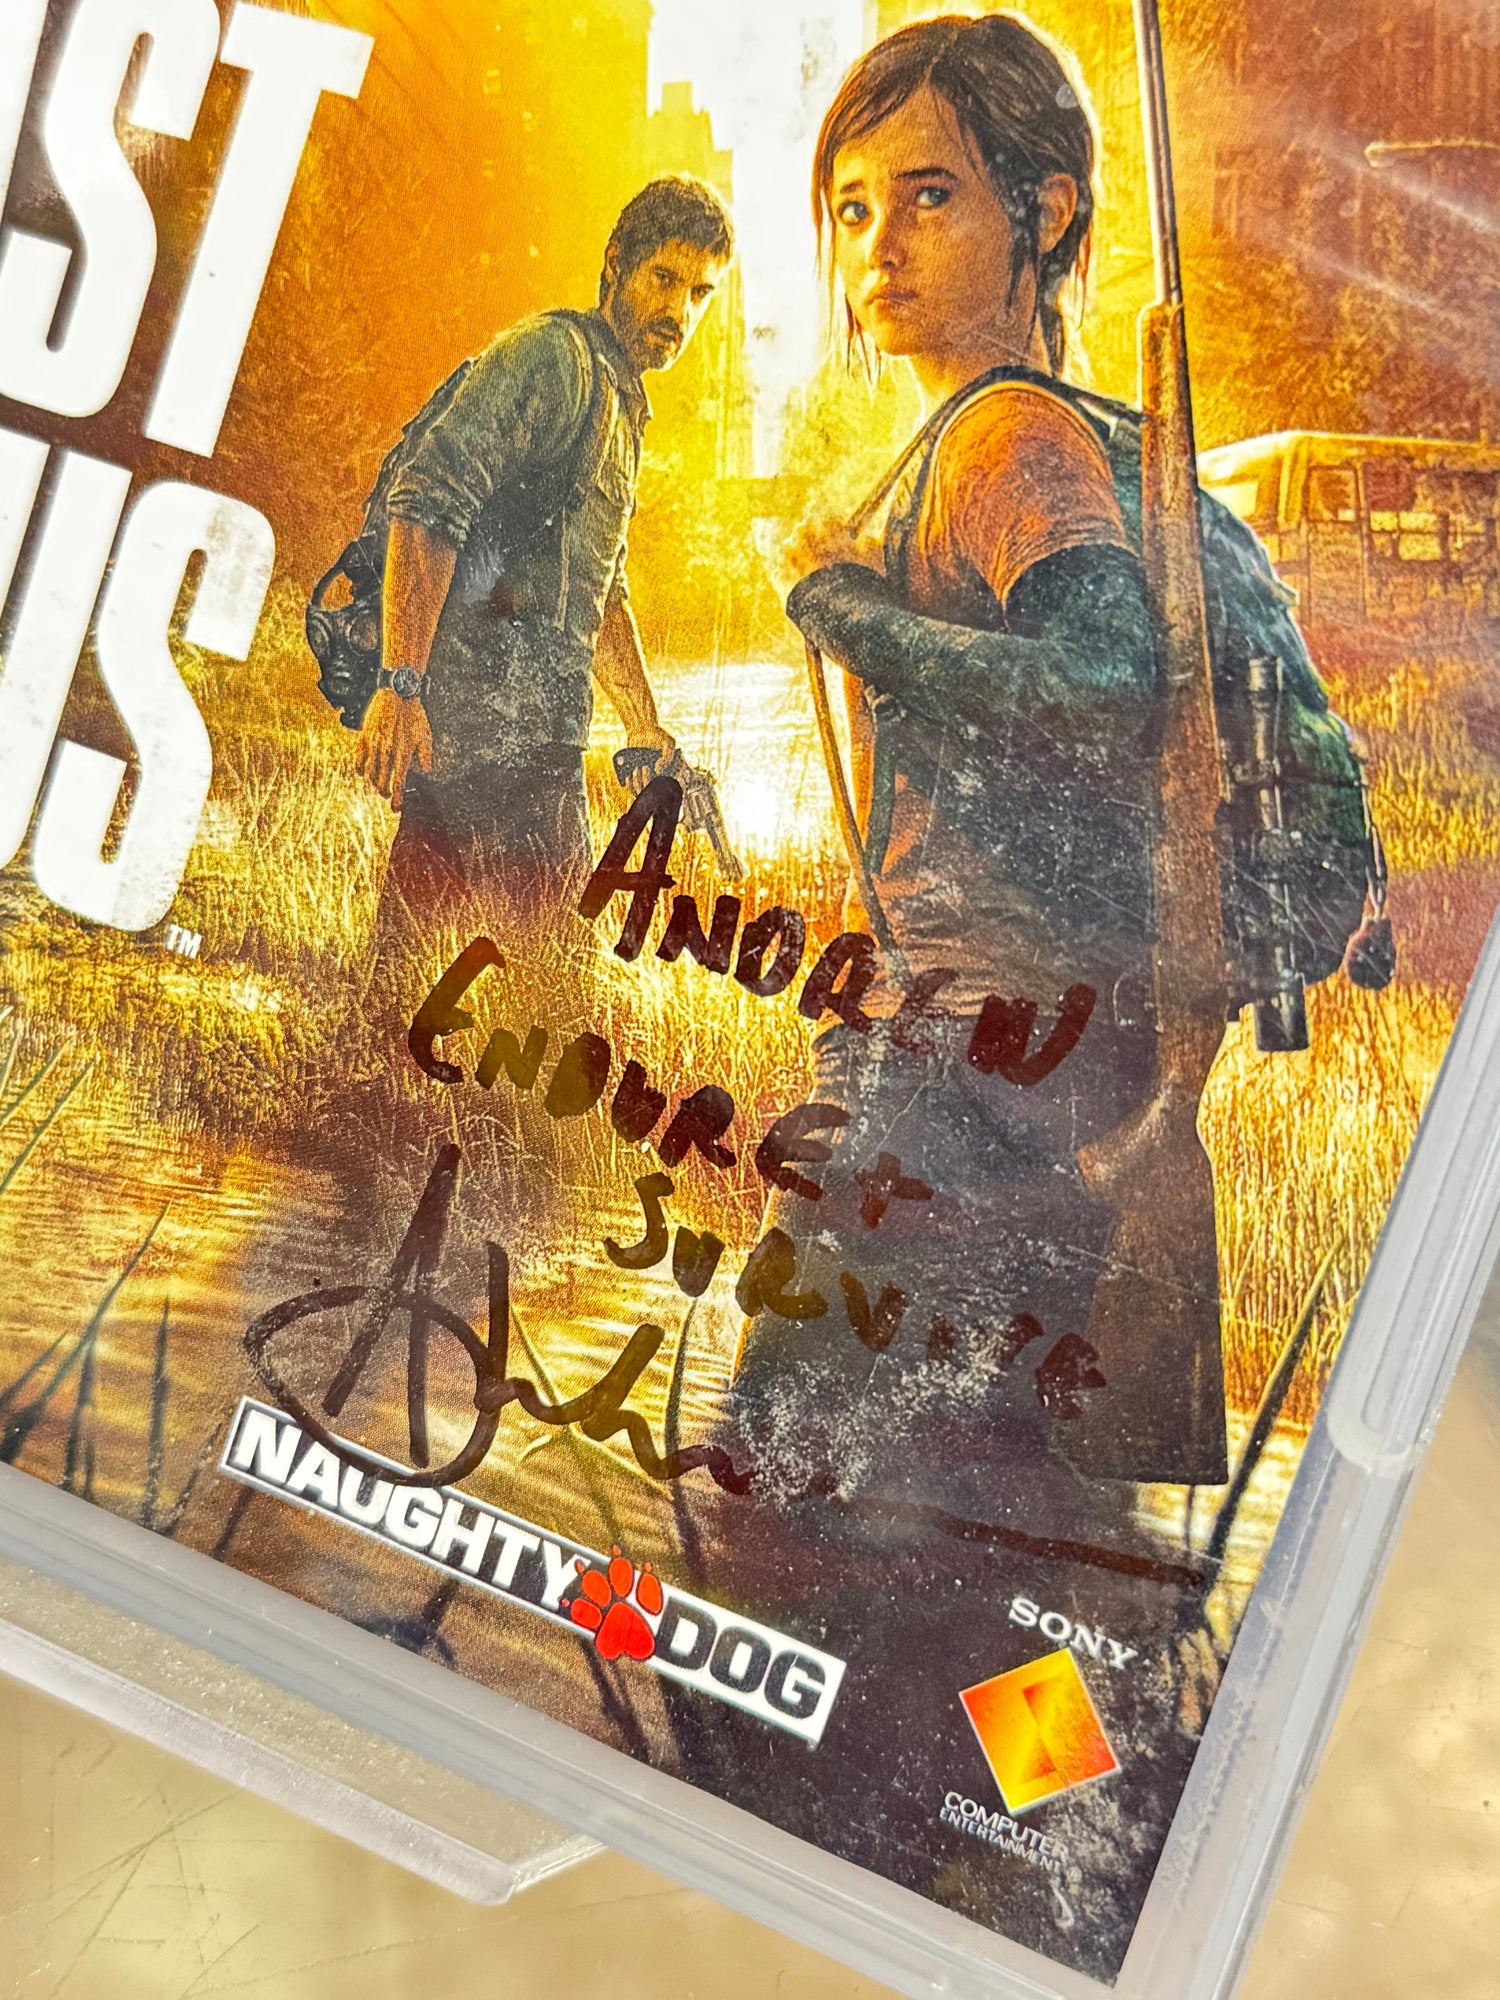 ST
US
TM
ANDREW
ENDURE +
SURVIVE
NAUGHTY DOG
SONY
COMPUTER
ENTERTAINMENT®